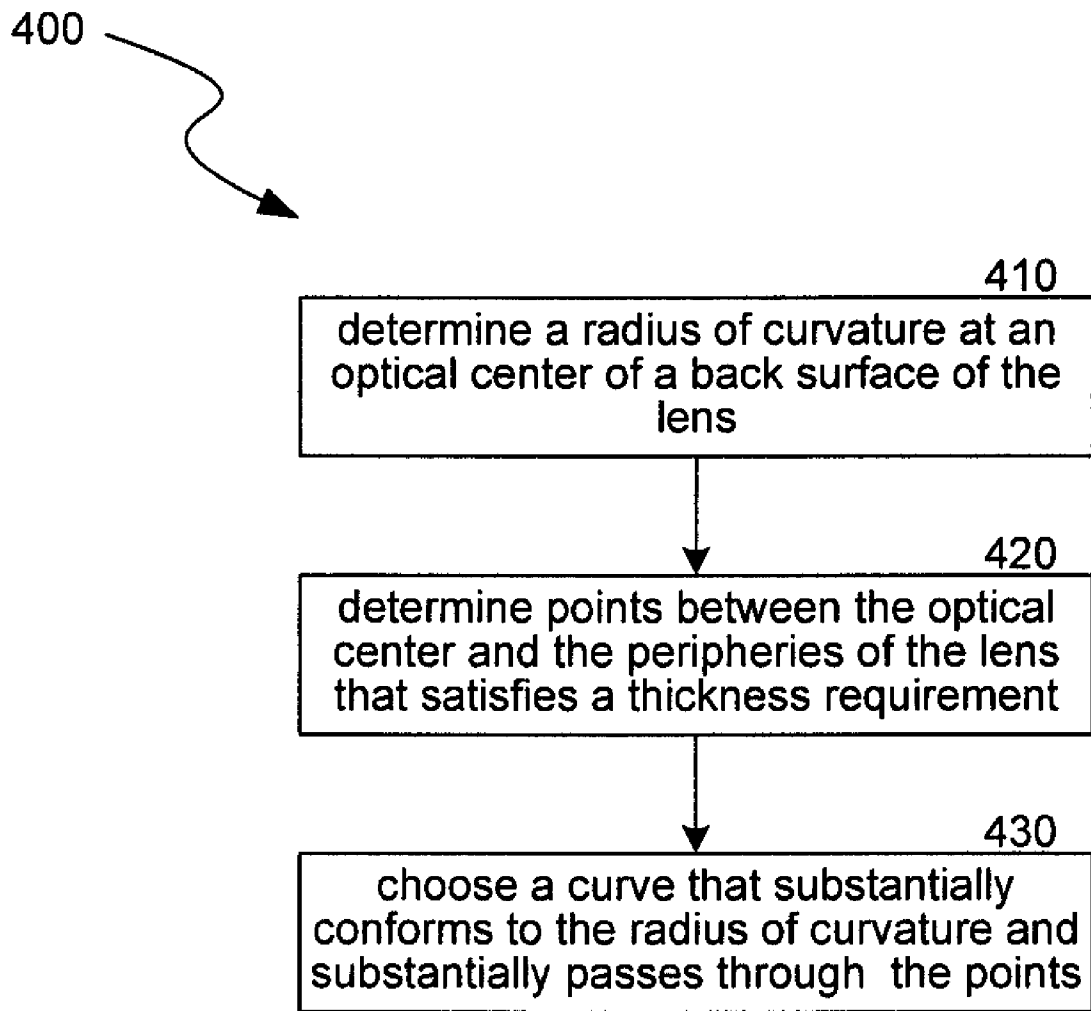 400
410
determine a radius of curvature at an
optical center of a back surface of the
lens
420
determine points between the optical
center and the peripheries of the lens
that satisfies a thickness requirement
430
choose a curve that substantially
conforms to the radius of curvature and
substantially passes through the points